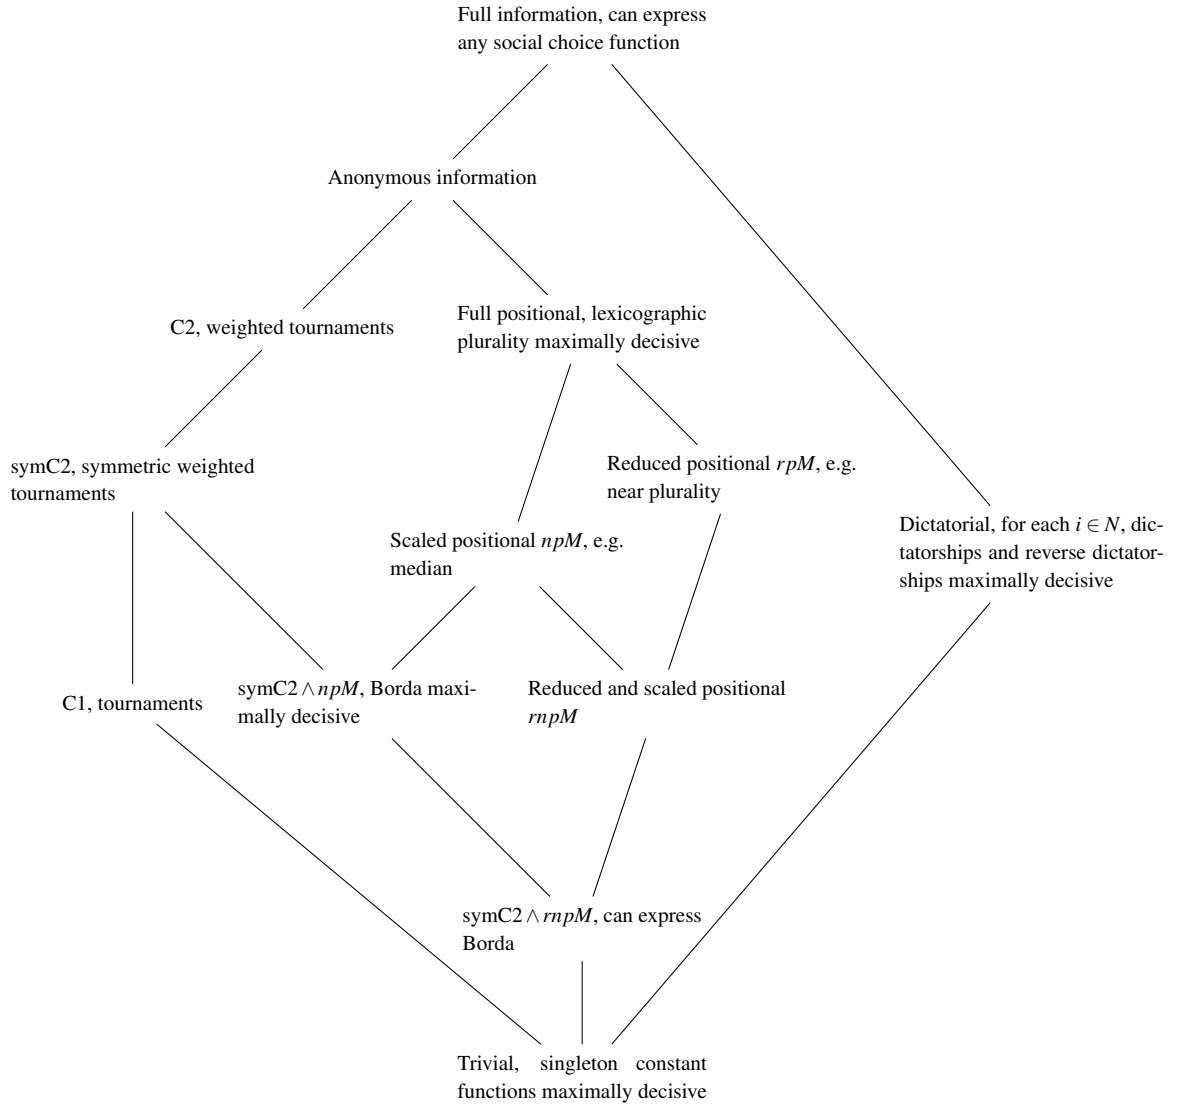 Full information, can express
any social choice function
Anonymous information
C2, weighted tournaments
Full positional, lexicographic
plurality maximally decisive
symC2, symmetric weighted
tournaments
Reduced positional rpM, e.g.
near plurality
Scaled positional npM, e.g.
median
Dictatorial, for each i ∈ N, dic-
tatorships and reverse dictator-
ships maximally decisive
C1, tournaments
symC2 ∧ npM, Borda maxi-
mally decisive
Reduced and scaled positional
rnpM
symC2 ∧ rnpM, can express
Borda
Trivial, singleton constant
functions maximally decisive